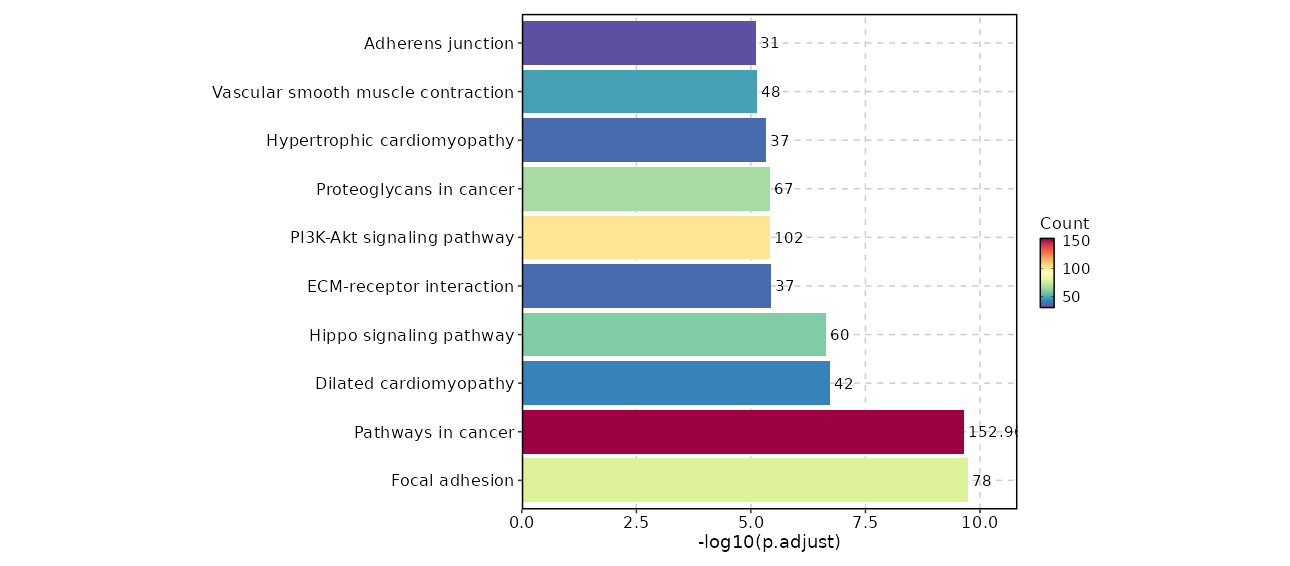 Adherens junction
31
Vascular smooth muscle contraction
48
Hypertrophic cardiomyopathy
37
Proteoglycans in cancer
67
PI3K-Akt signaling pathway
102
ECM-receptor interaction
37
Hippo signaling pathway
60
Dilated cardiomyopathy
42
Pathways in cancer
Focal adhesion
78
0.0 2.5 5.0 7.5 10.0
-log10(p.adjust)
Count
150
100
50